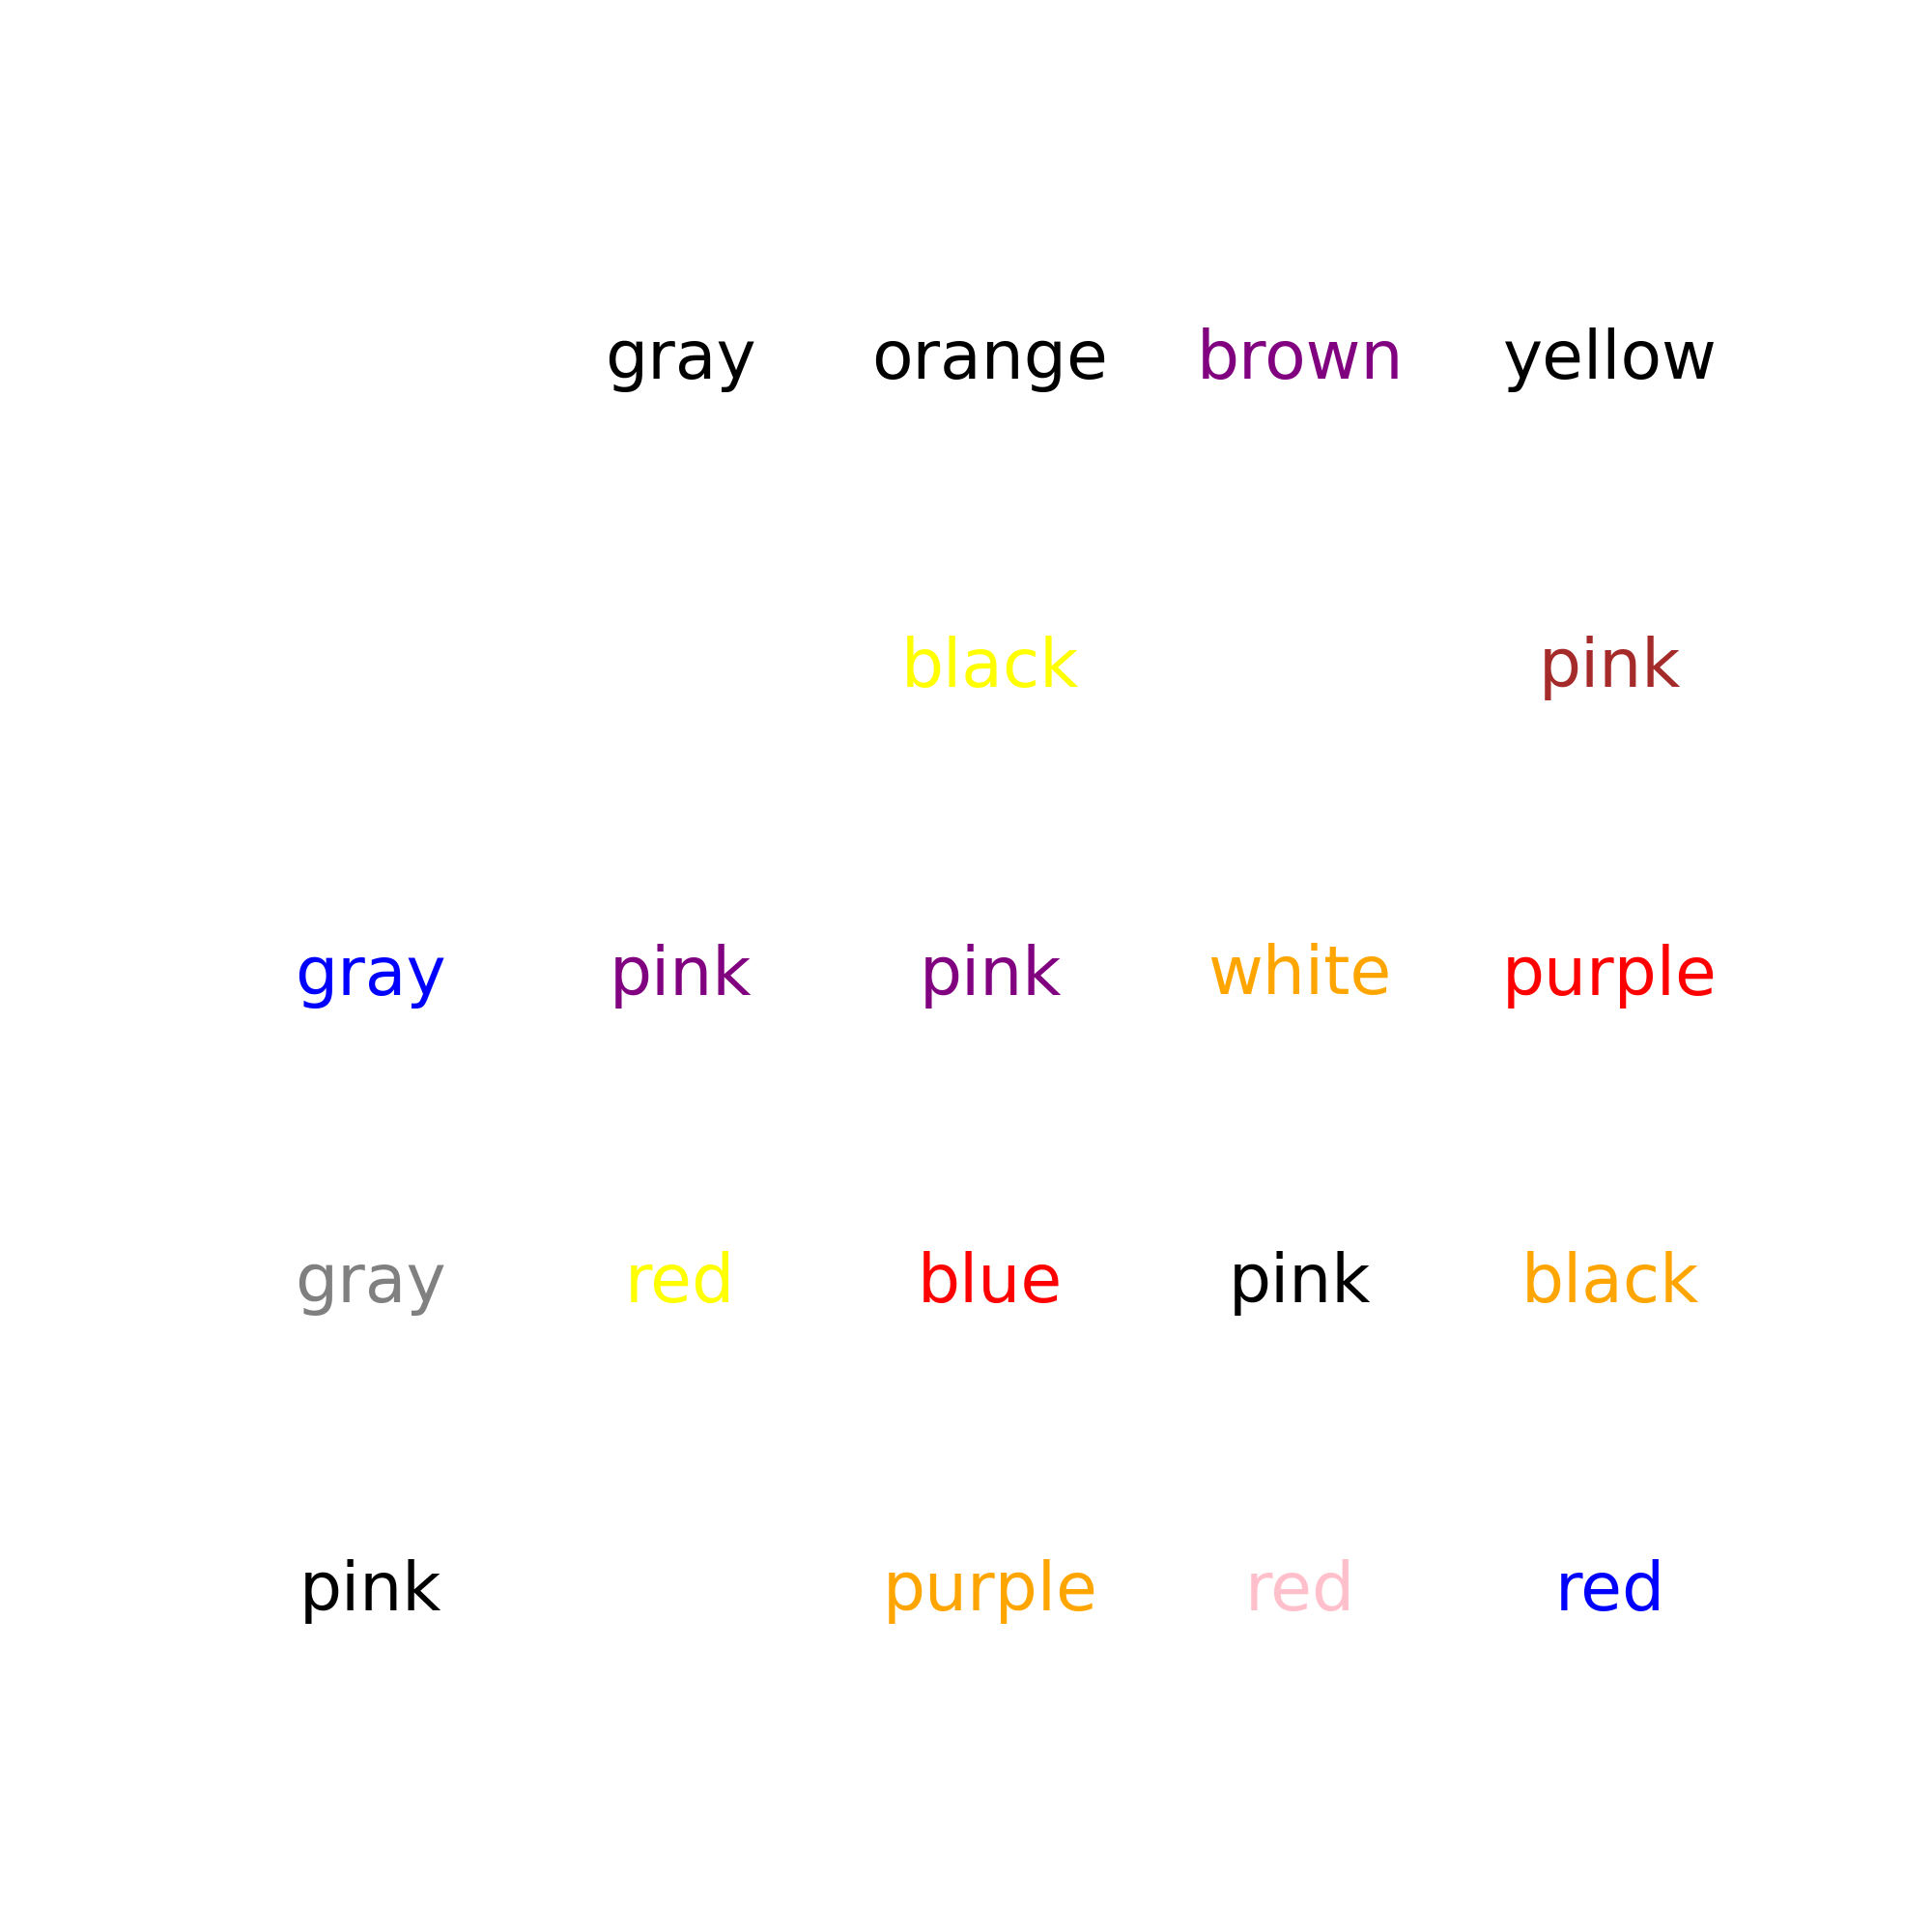 gray orange brown yellow
black pink
gray pink pink white purple
gray red blue pink black
pink purple red red